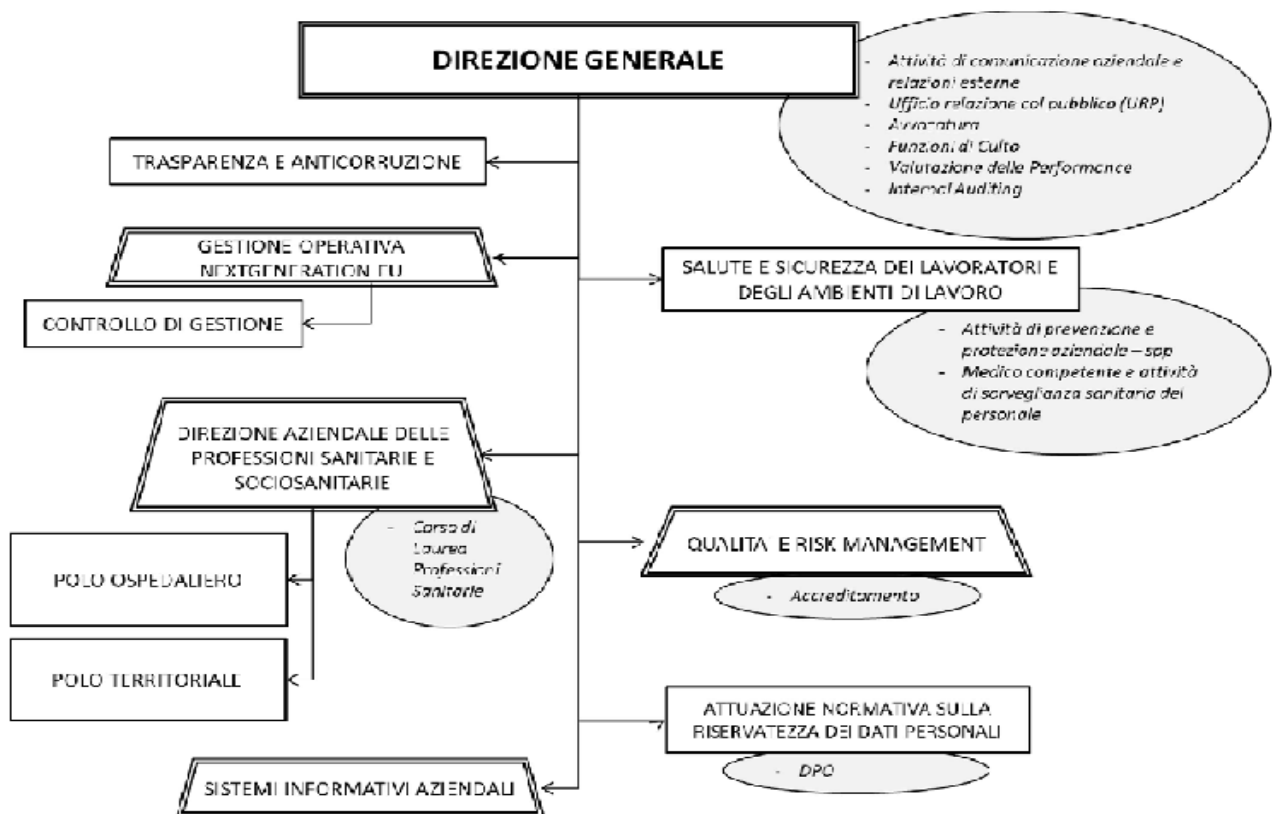 DIREZIONE GENERALE
- Attività di comunicazione aziendale e
relazioni esterne
- Ufficio relazione col pubblico (URP)
- Avvocatura
- Funzioni di Culto
- Valutazione delle Performance
- Internal Auditing
TRASPARENZA E ANTICORRUZIONE
GESTIONE OPERATIVA
NEXTGENERATION EU
CONTROLLO DI GESTIONE
SALUTE E SICUREZZA DEI LAVORATORI E
DEGLI AMBIENTI DI LAVORO
- Attività di prevenzione e
protezione aziendale – spp
- Medico competente e attività
di sorveglianza sanitaria del
personale
DIREZIONE AZIENDALE DELLE
PROFESSIONI SANITARIE E
SOCIOSANITARIE
- Corso di
Laurea
Professioni
Sanitarie
POLO OSPEDALIERO
POLO TERRITORIALE
QUALITA' E RISK MANAGEMENT
- Accreditamento
ATTUAZIONE NORMATIVA SULLA
RISERVATEZZA DEI DATI PERSONALI
- DPO
SISTEMI INFORMATIVI AZIENDALI